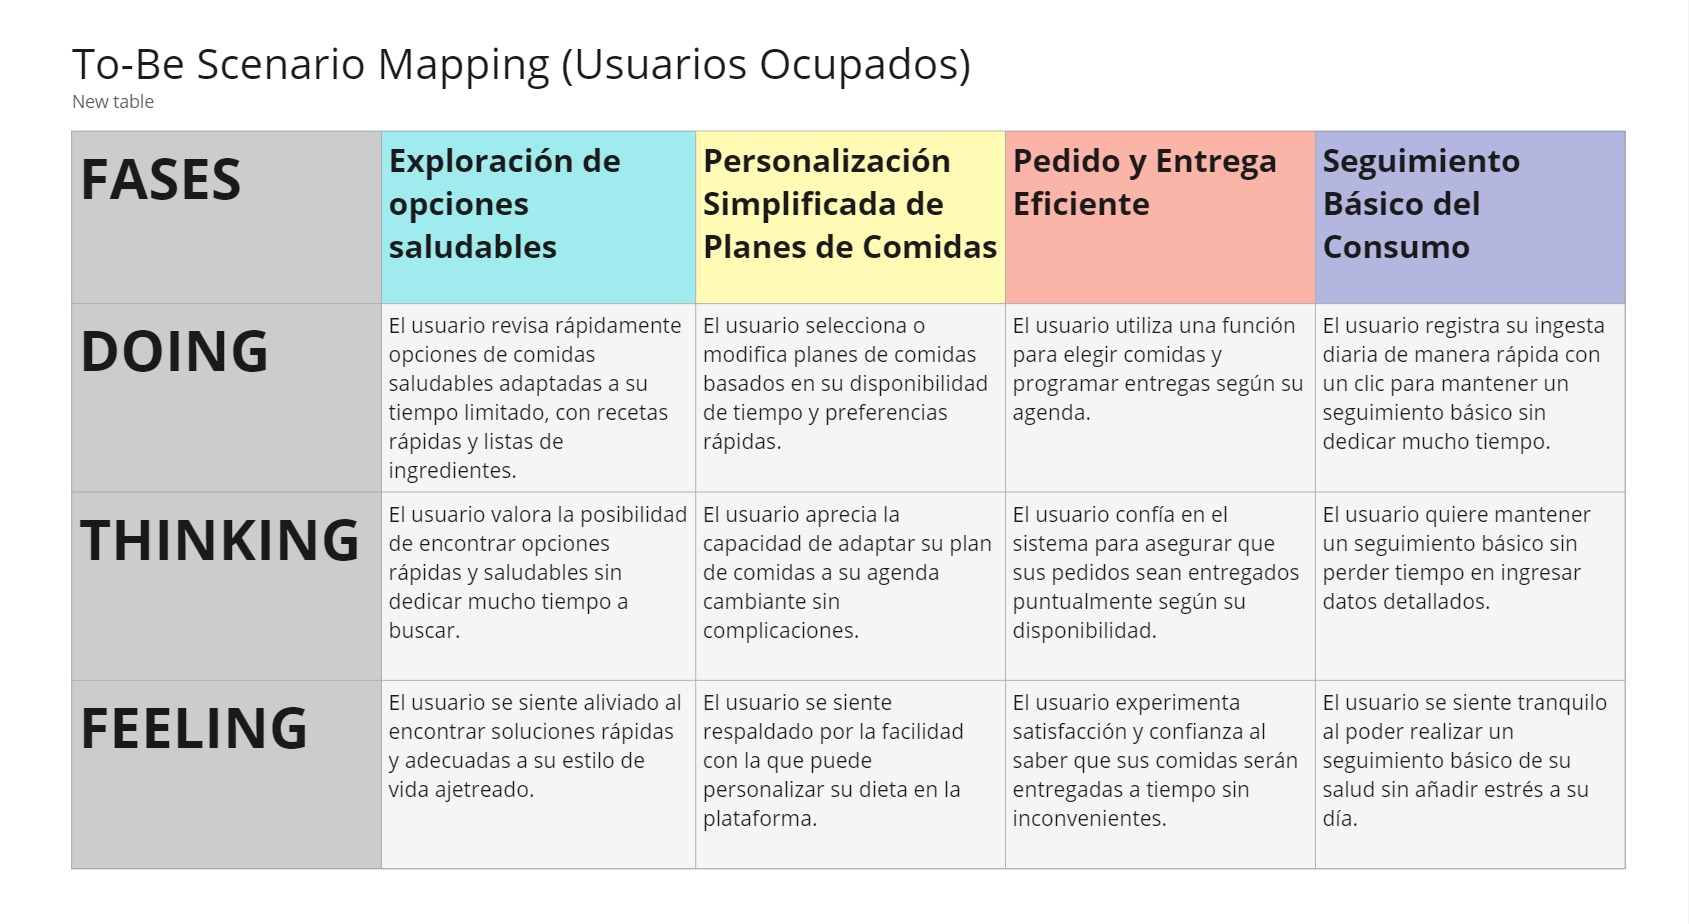 To-Be Scenario Mapping (Usuarios Ocupados)
New table
FASES
Exploración de
opciones
saludables
Personalización
Simplificada de
Planes de Comidas
Pedido y Entrega
Eficiente
Seguimiento
Básico del
Consumo
DOING
El usuario revisa rápidamente
opciones de comidas
saludables adaptadas a su
tiempo limitado, con recetas
rápidas y listas de
ingredientes.
El usuario selecciona o
modifica planes de comidas
basados en su disponibilidad
de tiempo y preferencias
rápidas.
El usuario utiliza una función
para elegir comidas y
programar entregas según su
agenda.
El usuario registra su ingesta
diaria de manera rápida con
un clic para mantener un
seguimiento básico sin
dedicar mucho tiempo.
THINKING
El usuario valora la posibilidad
de encontrar opciones
rápidas y saludables sin
dedicar mucho tiempo a
buscar.
El usuario aprecia la
capacidad de adaptar su plan
de comidas a su agenda
cambiante sin
complicaciones.
El usuario confía en el
sistema para asegurar que
sus pedidos sean entregados
puntualmente según su
disponibilidad.
El usuario quiere mantener
un seguimiento básico sin
perder tiempo en ingresar
datos detallados.
FEELING
El usuario se siente aliviado al
encontrar soluciones rápidas
y adecuadas a su estilo de
vida ajetreado.
El usuario se siente
respaldado por la facilidad
con la que puede
personalizar su dieta en la
plataforma.
El usuario experimenta
satisfacción y confianza al
saber que sus comidas serán
entregadas a tiempo sin
inconvenientes.
El usuario se siente tranquilo
al poder realizar un
seguimiento básico de su
salud sin añadir estrés a su
día.